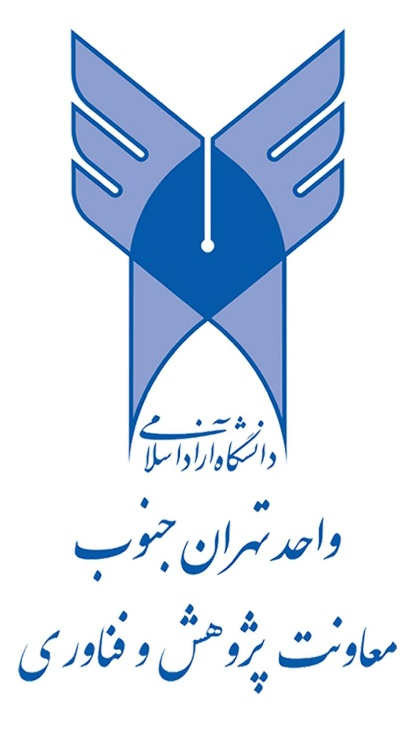 دانشگاه آزاد اسلامی
واحد تهران جنوب
معاونت پژوهش و فناوری